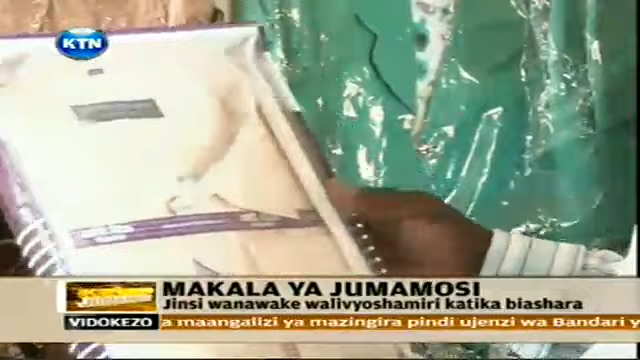 KTN
MAKALA YA JUMAMOSI
Jinsi wanawake walivyoshamiri katika biashara
VIDOKEZO
a maangalizi ya mazingira pindi ujenzi wa Bandari y